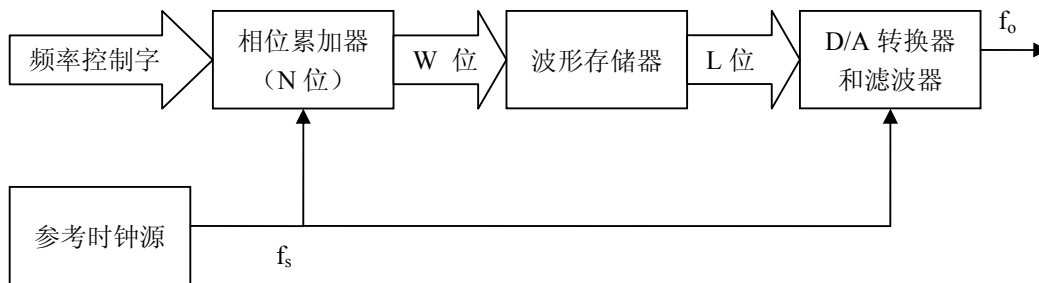 频率控制字
相位累加器
（N 位）
W 位
波形存储器
L 位
D/A 转换器
和滤波器
fo
参考时钟源
fs